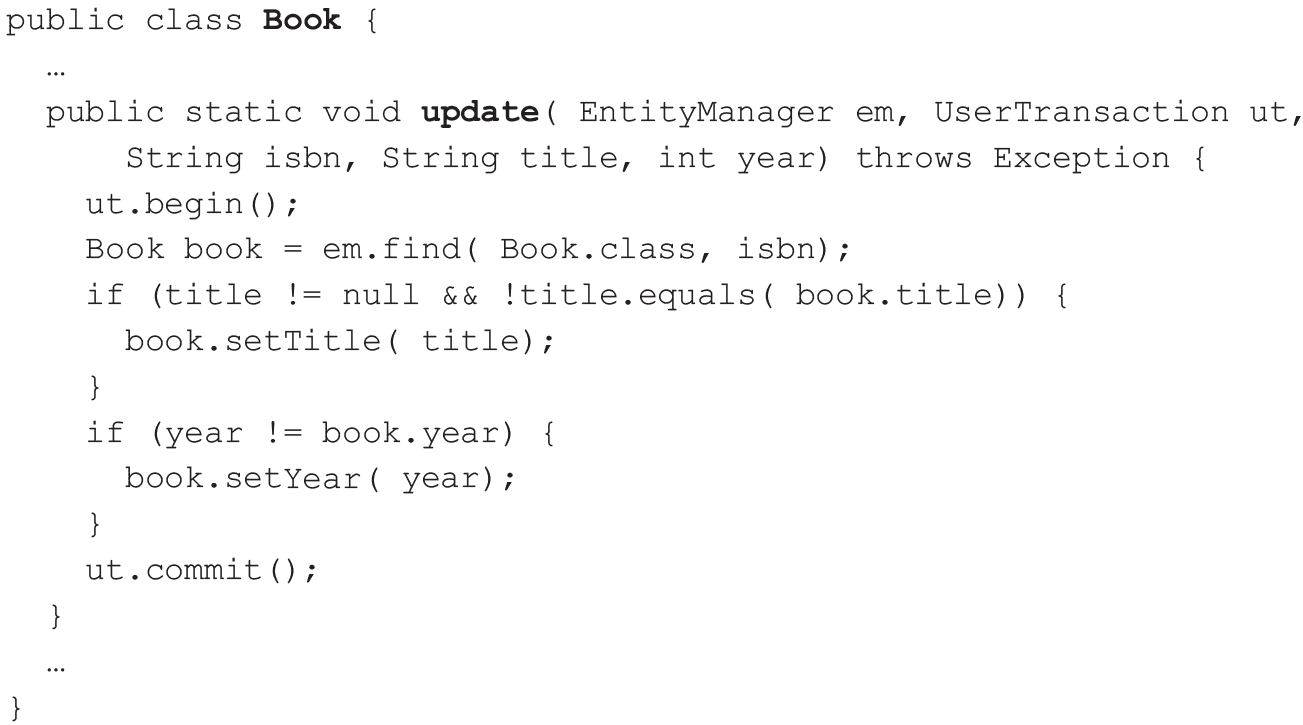 public class Book {
…
public static void update( EntityManager em, UserTransaction ut,
String isbn, String title, int year) throws Exception {
ut.begin();
Book book = em.find( Book.class, isbn);
if (title != null && !title.equals( book.title)) {
book.setTitle( title);
}
if (year != book.year) {
book.setYear( year);
}
ut.commit();
}
…
}